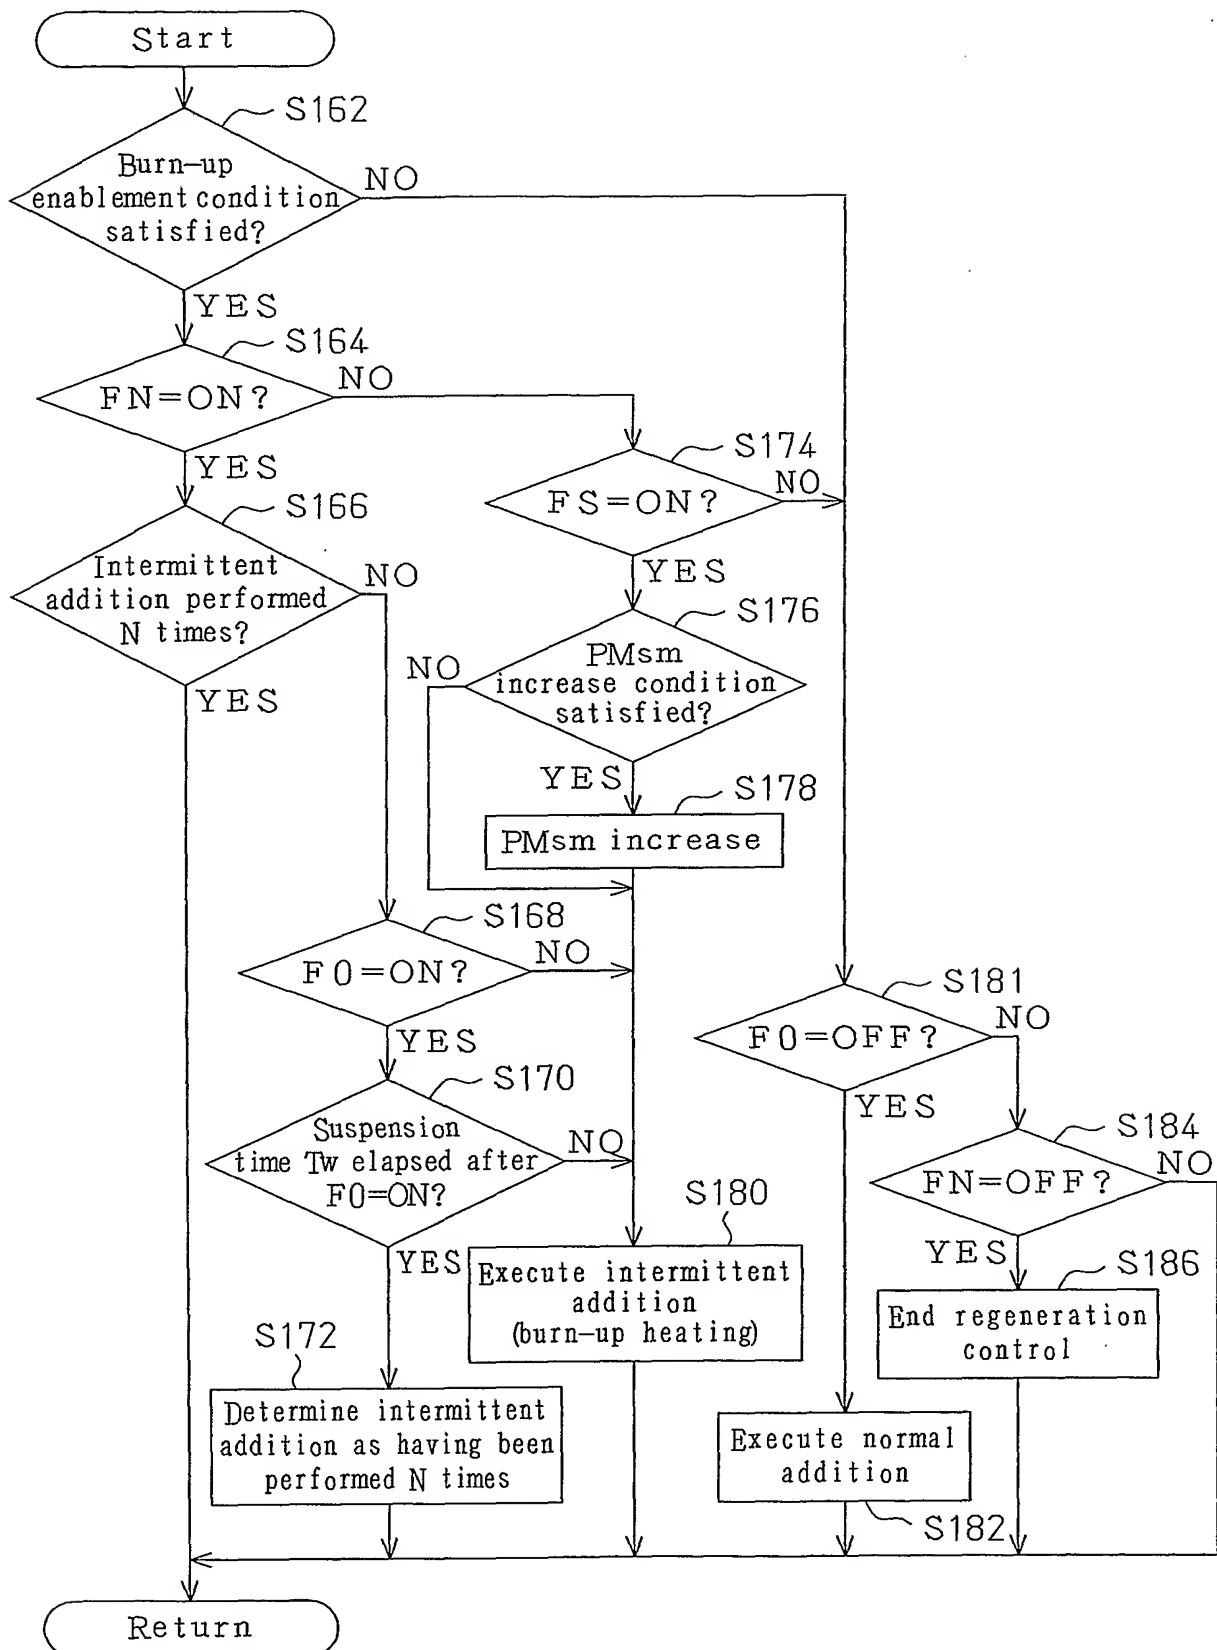 Start
S162
Burn-up
enablement condition
satisfied?
NO
YES
S164
FN=ON?
NO
YES
S174
FS=ON?
NO
YES
S166
Intermittent
addition performed
N times?
NO
YES
S176
PMsm
increase condition
satisfied?
NO
YES
S178
PMsm increase
S168
F0=ON?
NO
YES
S181
F0=OFF?
NO
YES
S170
Suspension
time Tw elapsed after
F0=ON?
NO
YES
S184
FN=OFF?
NO
YES
S180
Execute intermittent
addition
(burn-up heating)
S186
End regeneration
control
S172
Determine intermittent
addition as having been
performed N times
Execute normal
addition
S182
Return